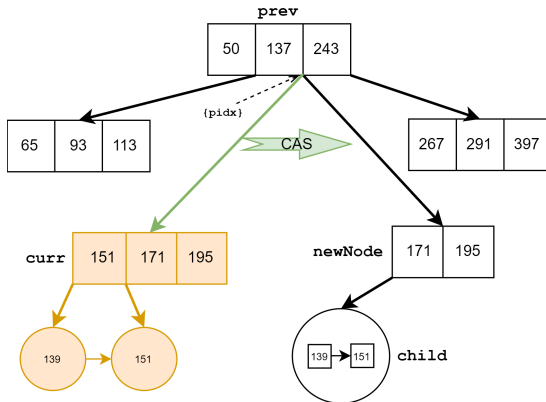 prev
50 137 243
{pidx}
65 93 113
CAS
267 291 397
curr
151 171 195
newNode
171 195
139 151
139 151
child